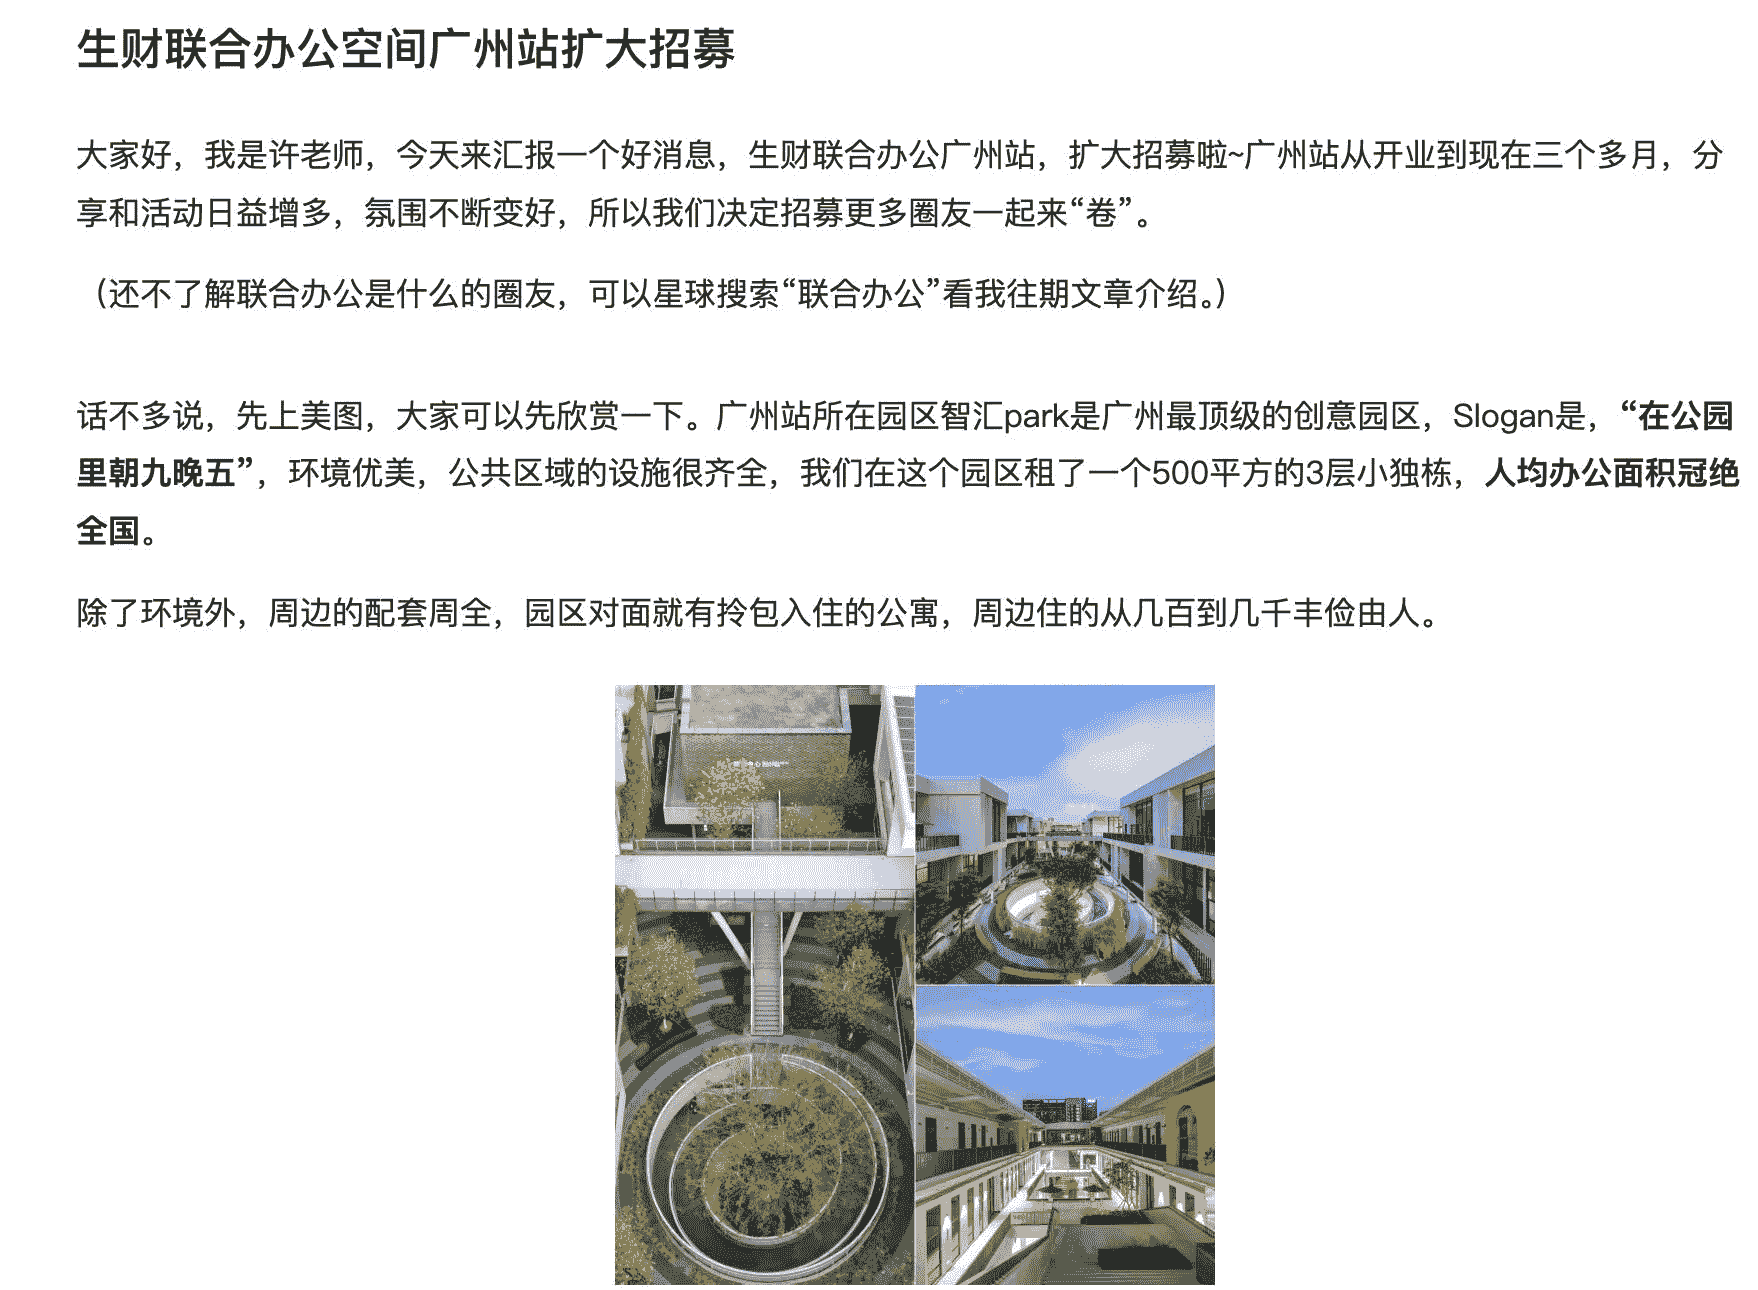 生财联合办公空间广州站扩大招募
大家好，我是许老师，今天来汇报一个好消息，生财联合办公广州站，扩大招募啦~广州站从开业到现在三个多月，分
享和活动日益增多，氛围不断变好，所以我们决定招募更多圈友一起来“卷”。
（还不了解联合办公是什么的圈友，可以星球搜索“联合办公”看我往期文章介绍。）
话不多说，先上美图，大家可以先欣赏一下。广州站所在园区智汇park是广州最顶级的创意园区，Slogan是，“在公园
里朝九晚五”，环境优美，公共区域的设施很齐全，我们在这个园区租了一个500平方的3层小独栋，人均办公面积冠绝
全国。
除了环境外，周边的配套周全，园区对面就有拎包入住的公寓，周边住的从几百到几千丰俭由人。